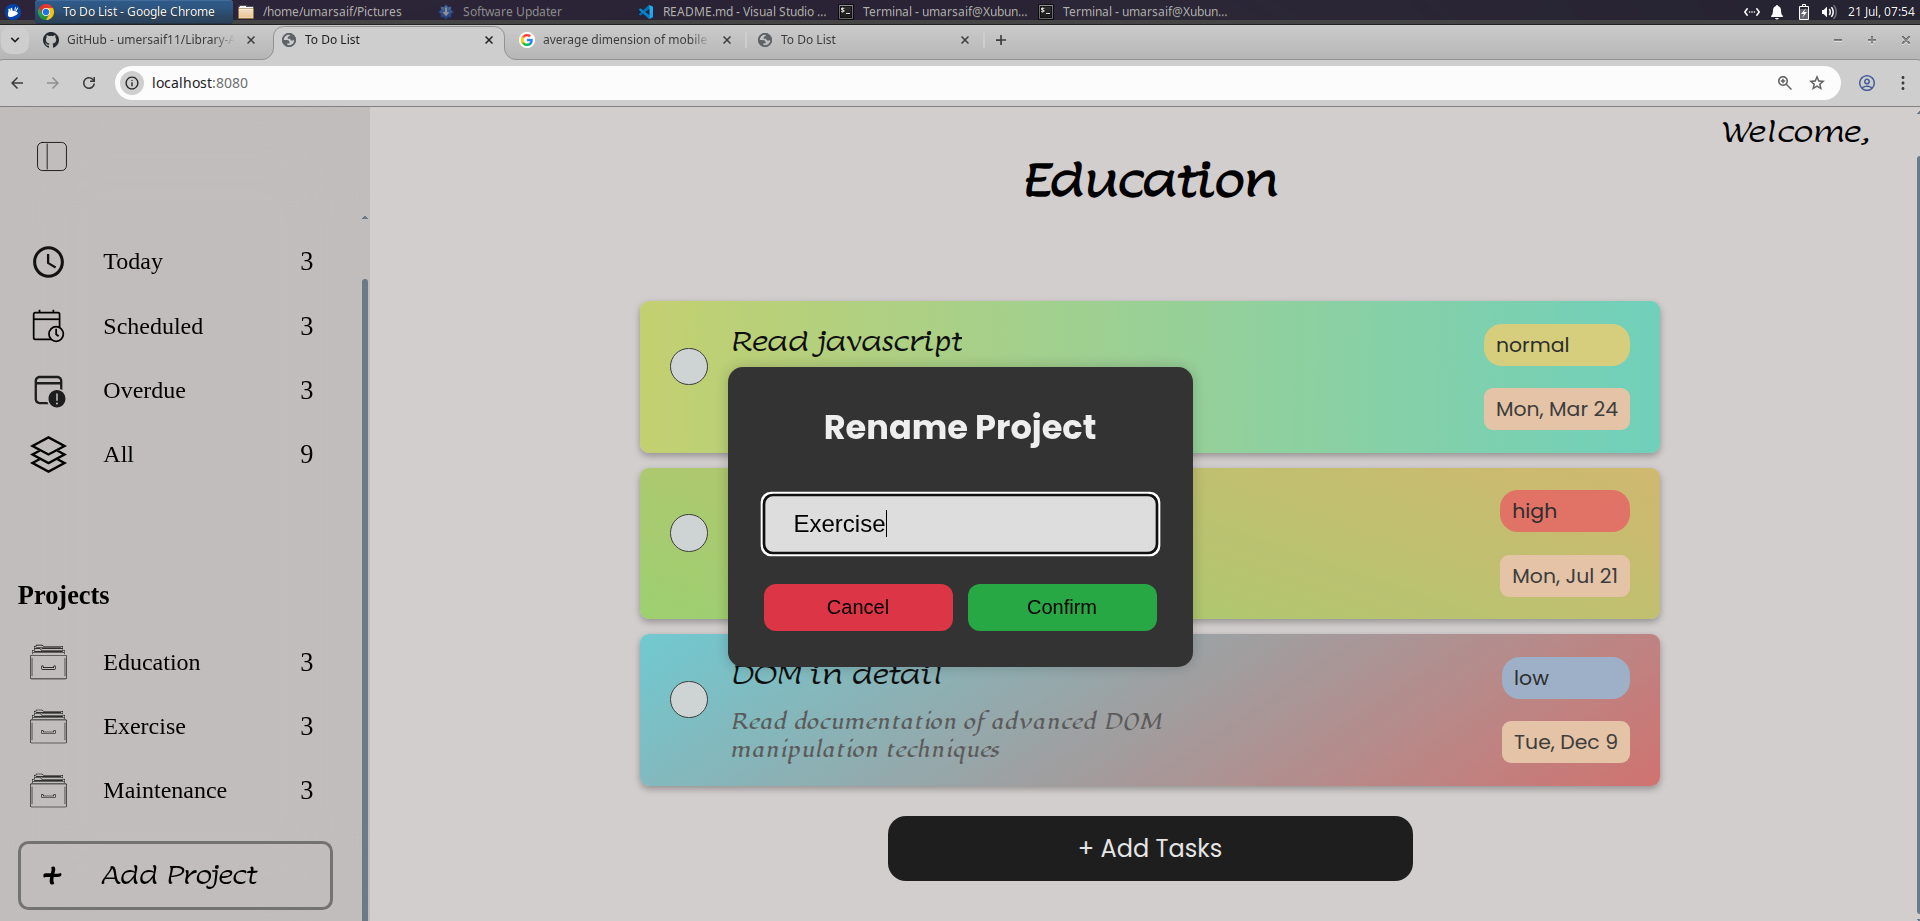 To Do List - Google Chrome
/home/umarsaif/Pictures
Software Updater
README.md - Visual Studio ...
Terminal - umarsaif@Xubun...
Terminal - umarsaif@Xubun...
21 Jul, 07:54
GitHub - umersaif11/Library-A
To Do List
average dimension of mobile
To Do List
localhost:8080
Welcome,
Education
Today 3
Scheduled 3
Overdue 3
All 9
Projects
Education 3
Exercise 3
Maintenance 3
+ Add Project
Read javascript
normal
Mon, Mar 24
high
Mon, Jul 21
DOM in detail
Read documentation of advanced DOM
manipulation techniques
low
Tue, Dec 9
Rename Project
Exercise
Cancel Confirm
+ Add Tasks